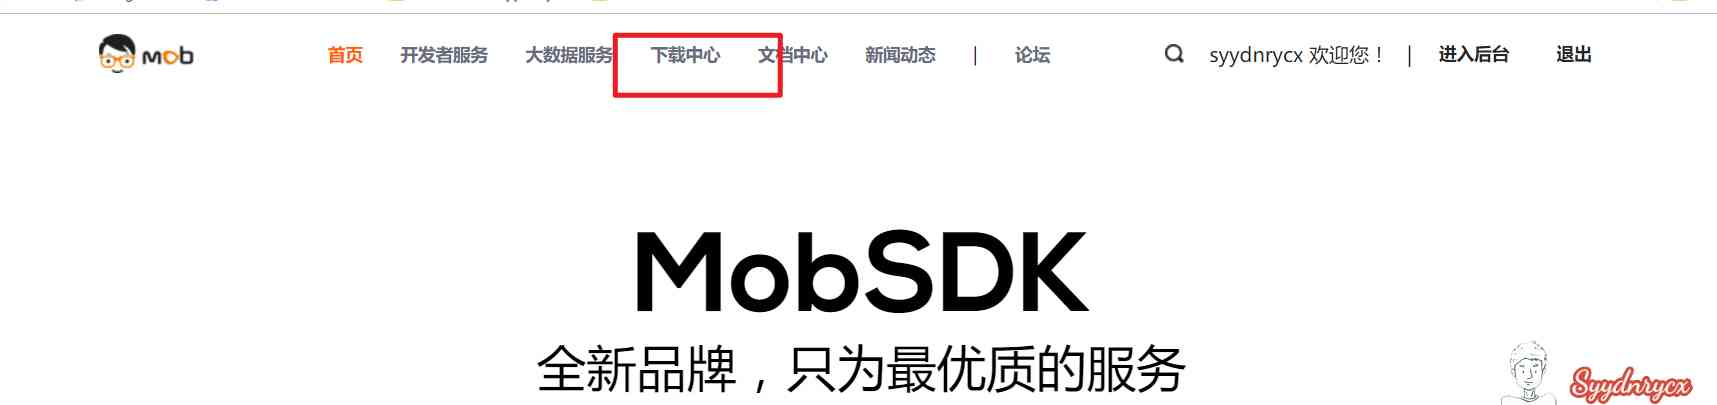 mob 首页 开发者服务 大数据服务 下载中心 文档中心 新闻动态 | 论坛 syydnrycx 欢迎您！ | 进入后台 退出
MobSDK
全新品牌，只为最优质的服务
Syydnrycx